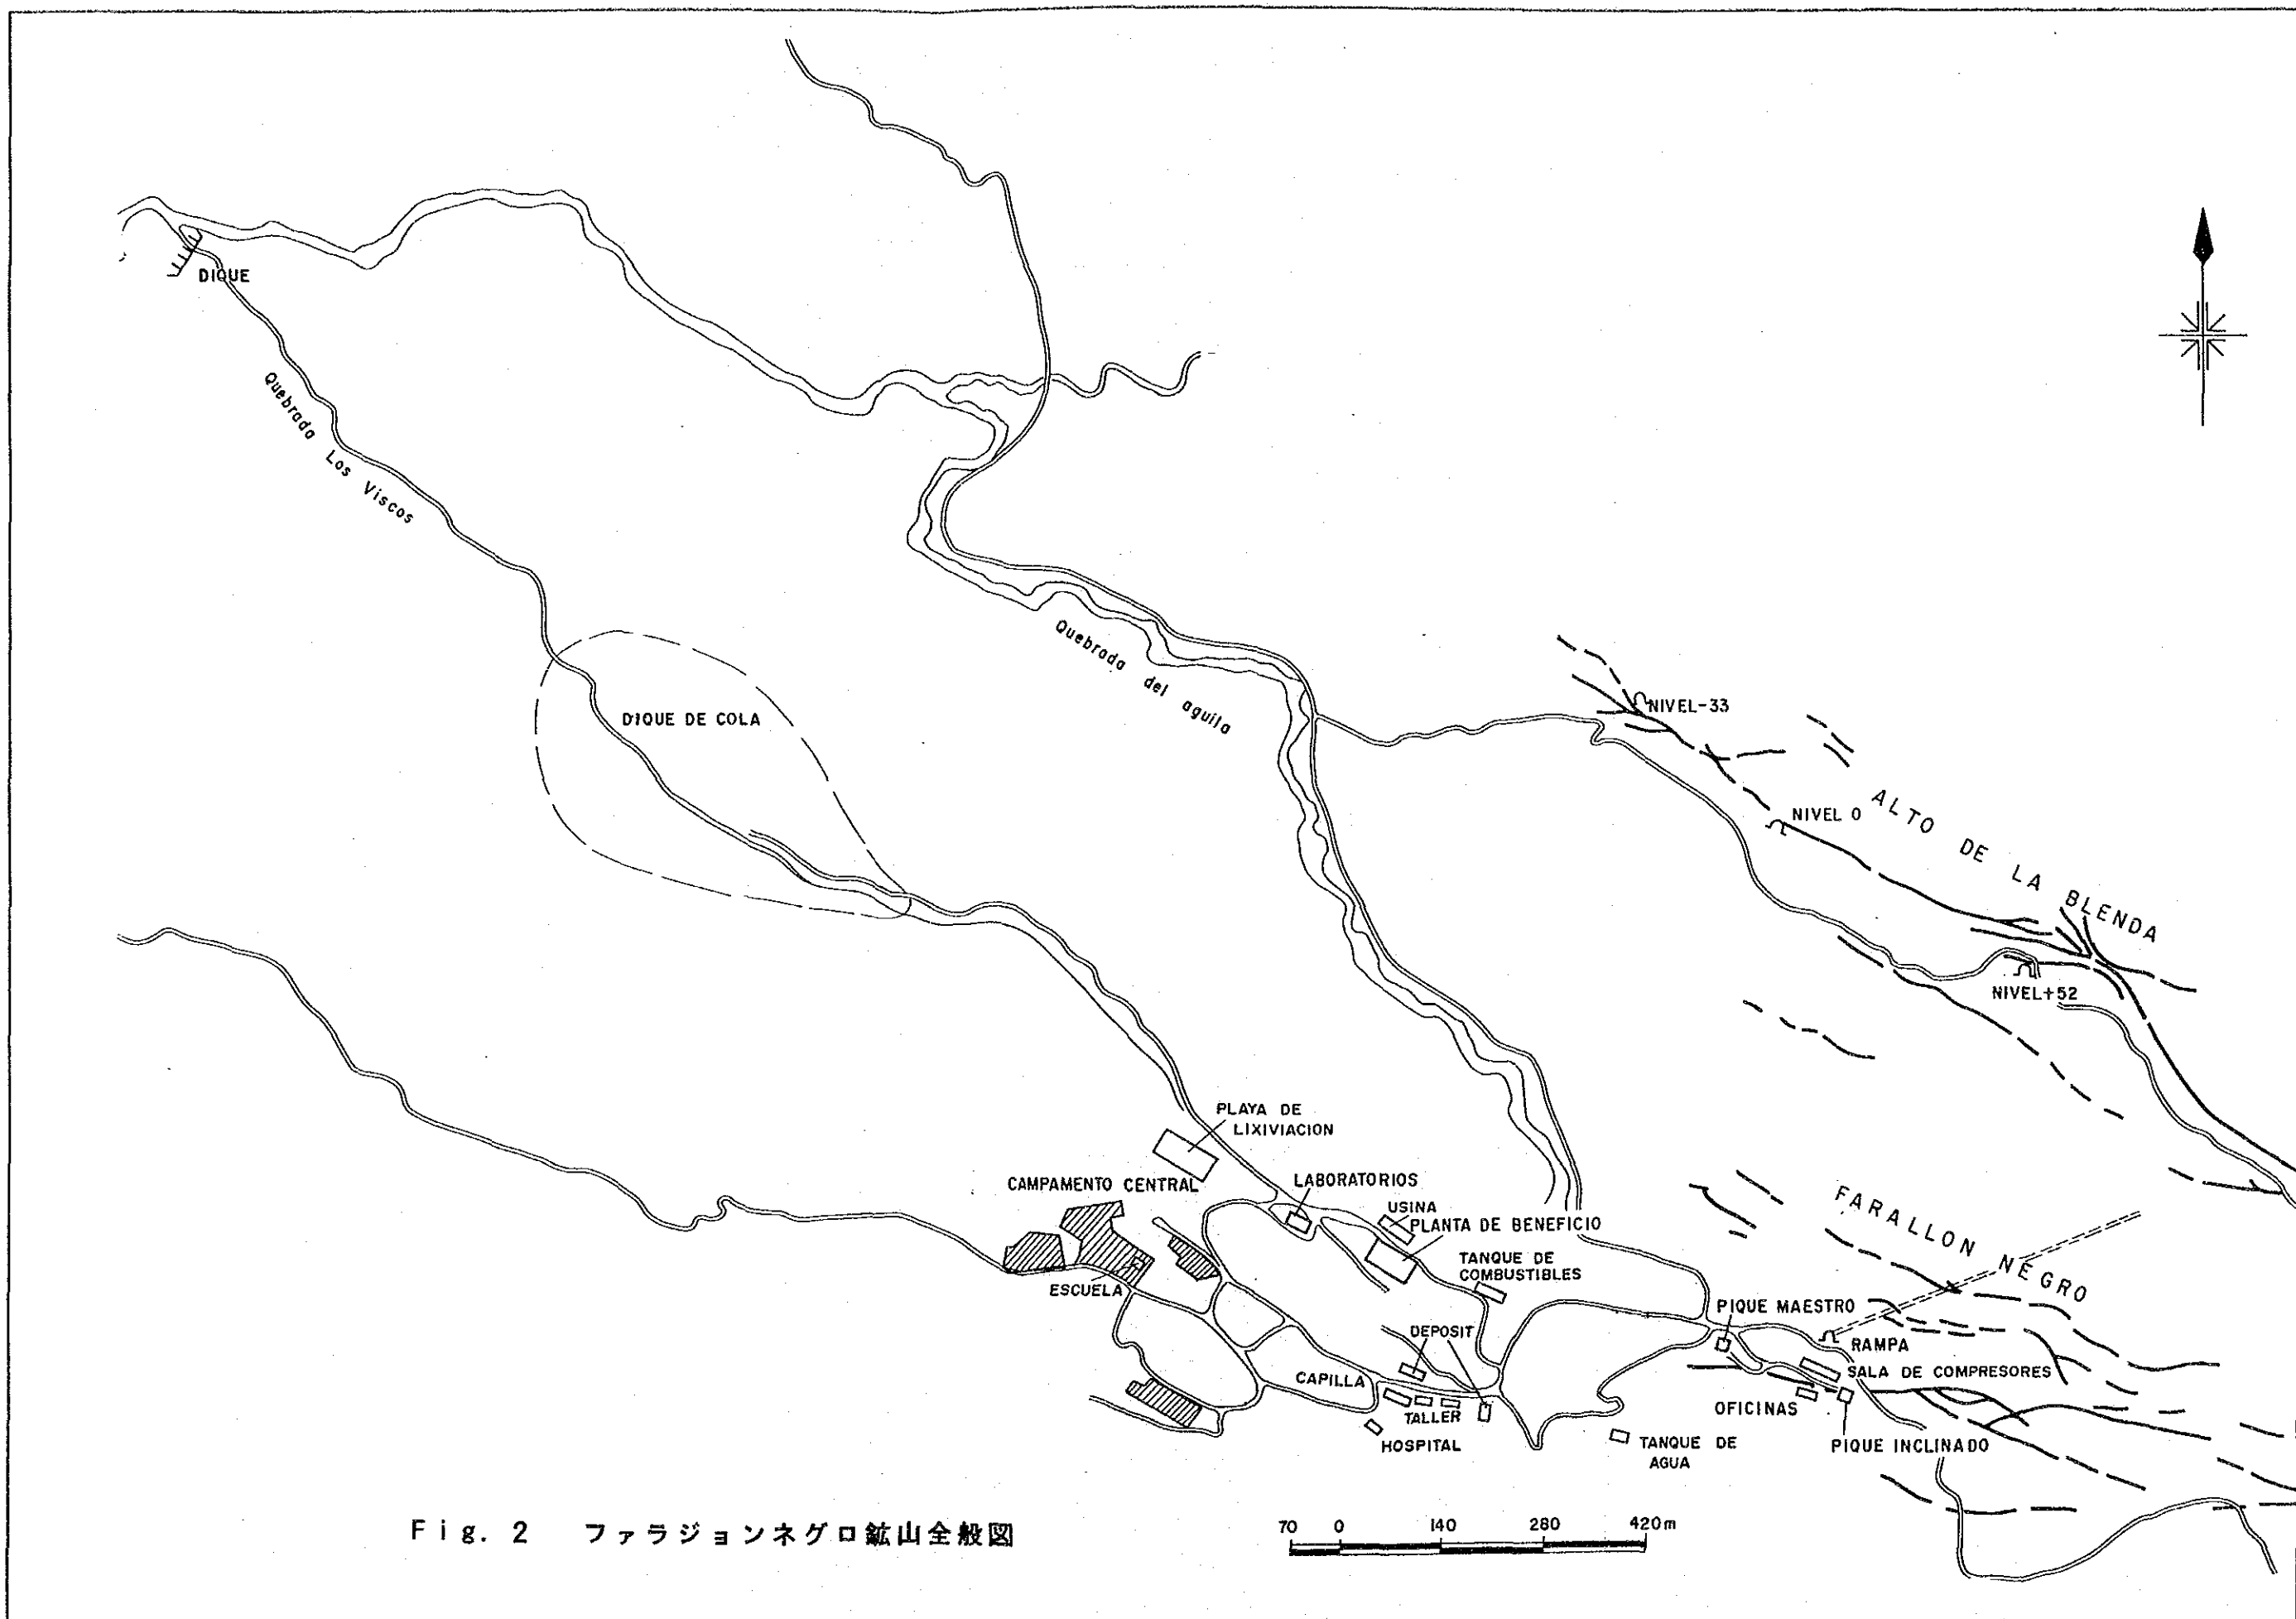 DIQUE
Quebrada Los Viscos
DIQUE DE COLA
Quebrada del aguila
NIVEL-33
NIVEL 0
ALTO DE LA BLENDA
NIVEL+52
PLAYA DE
LIXIVIACION
CAMPAMENTO CENTRAL
LABORATORIOS
USINA
PLANTA DE BENEFICIO
TANQUE DE
COMBUSTIBLES
ESCUELA
FARALLON NEGRO
PIQUE MAESTRO
DEPOSIT
RAMPA
SALA DE COMPRESORES
CAPILLA
TALLER
OFICINAS
HOSPITAL
TANQUE DE
AGUA
PIQUE INCLINADO
Fig. 2 ファラジョンネグロ鉱山全般図
70 0 140 280 420m